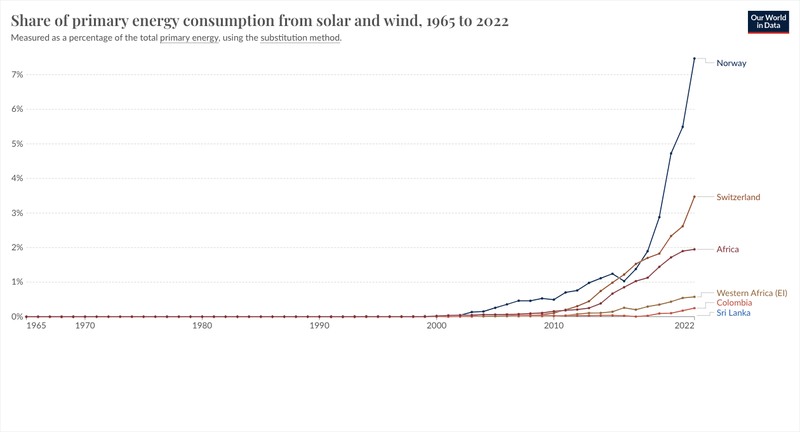 Share of primary energy consumption from solar and wind, 1965 to 2022
Our World
in Data
Measured as a percentage of the total primary energy, using the substitution method.
7%
6%
5%
4%
3%
2%
1%
0%
Norway
Switzerland
Africa
Western Africa (EI)
Colombia
Sri Lanka
1965
1970
1980
1990
2000
2010
2022